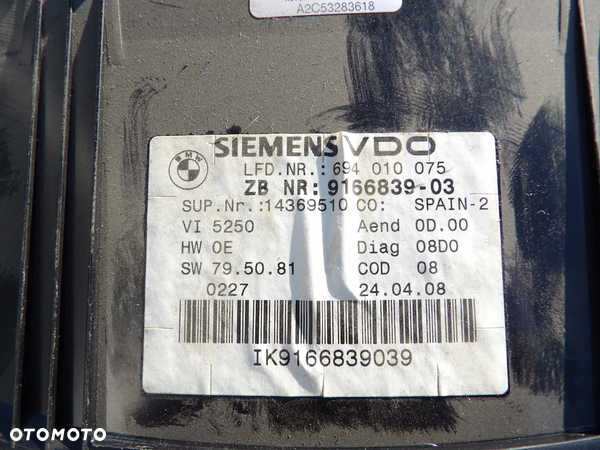 A2C53283618
BMW
SIEMENS VDO
LFD.NR.: 694 010 075
ZB NR: 9166839-03
SUP.Nr.:14369510 CO: SPAIN-2
VI 5250 Aend 0D.00
HW 0E Diag 08D0
SW 79.50.81 COD 08
0227 24.04.08
IK9166839039
OTOMOTO